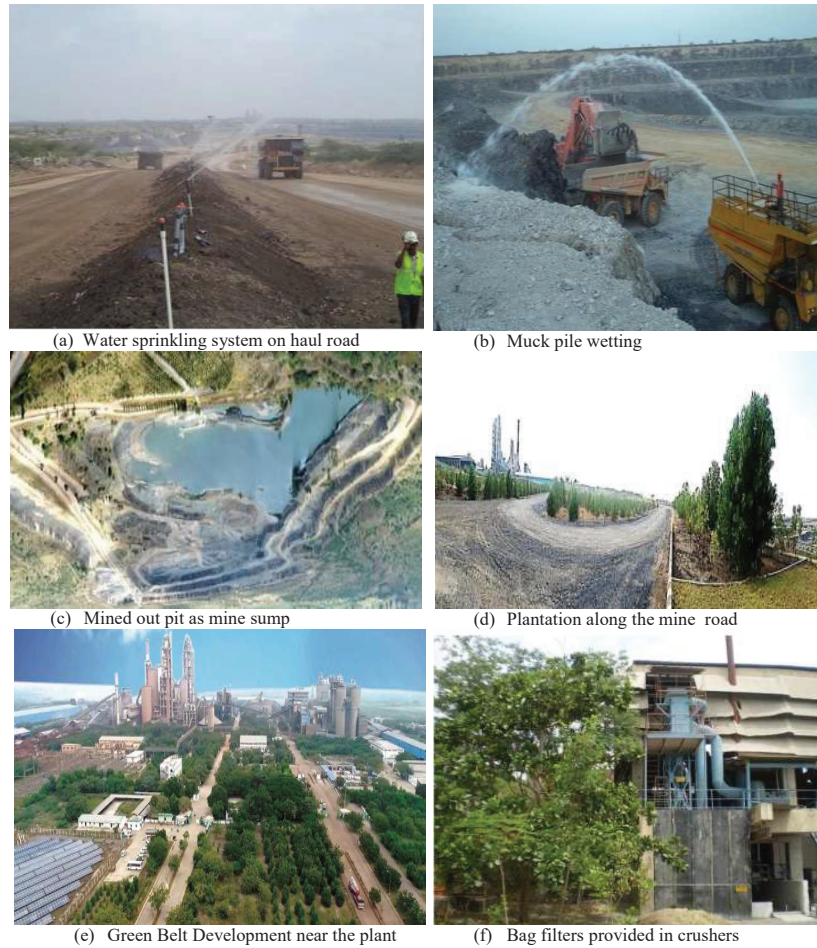 (a) Water sprinkling system on haul road
(b) Muck pile wetting
(c) Mined out pit as mine sump
(d) Plantation along the mine road
(e) Green Belt Development near the plant
(f) Bag filters provided in crushers